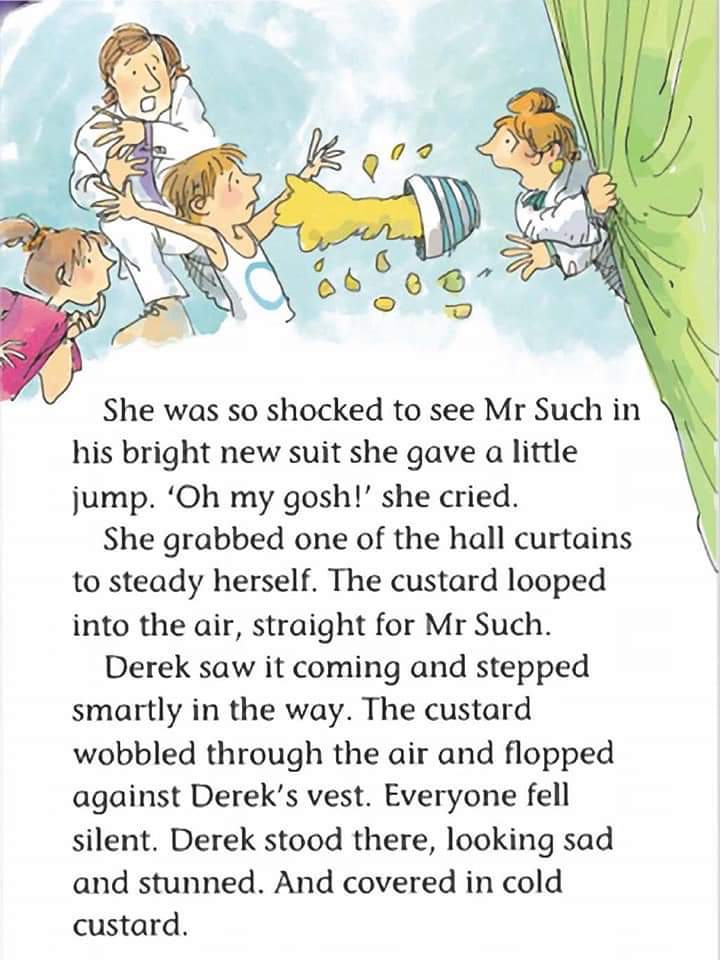 She was so shocked to see Mr Such in
his bright new suit she gave a little
jump. ‘Oh my gosh!’ she cried.
She grabbed one of the hall curtains
to steady herself. The custard looped
into the air, straight for Mr Such.
Derek saw it coming and stepped
smartly in the way. The custard
wobbled through the air and flopped
against Derek’s vest. Everyone fell
silent. Derek stood there, looking sad
and stunned. And covered in cold
custard.